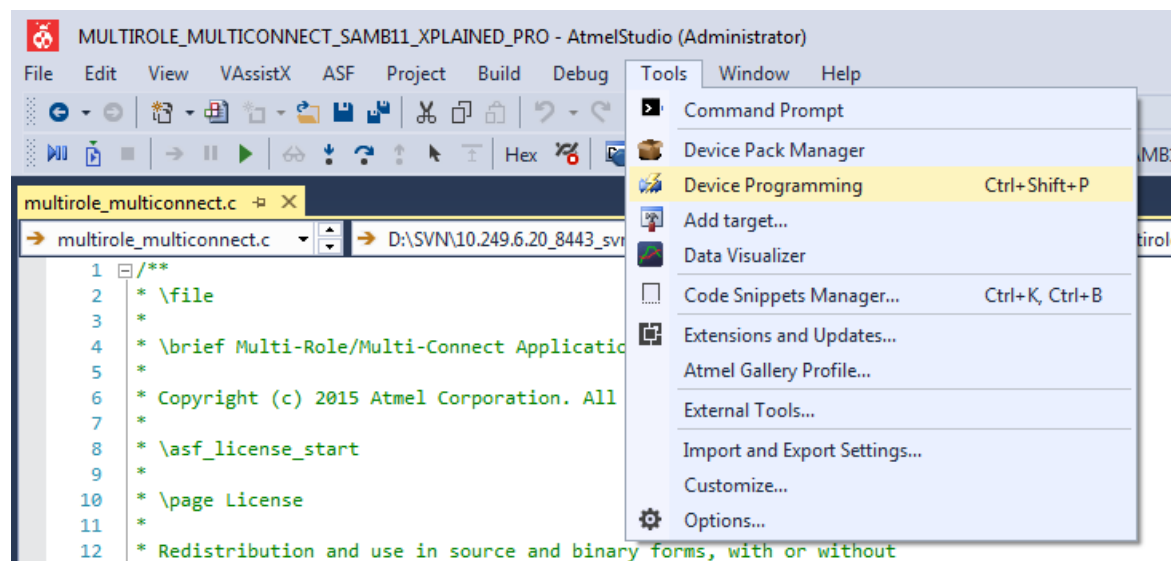 MULTIROLE_MULTICONNECT_SAMB11_XPLAINED_PRO - AtmelStudio (Administrator)
File Edit View VAssistX ASF Project Build Debug Tools Window Help
Command Prompt
Hex
Device Pack Manager
Device Programming Ctrl+Shift+P
Add target...
Data Visualizer
Code Snippets Manager... Ctrl+K, Ctrl+B
Extensions and Updates...
Atmel Gallery Profile...
External Tools...
Import and Export Settings...
Customize...
Options...
multirole_multiconnect.c
multirole_multiconnect.c D:\SVN\10.249.6.20_8443_svn
1 /**
2 * \file
3 *
4 * \brief Multi-Role/Multi-Connect Applicatio
5 *
6 * Copyright (c) 2015 Atmel Corporation. All
7 *
8 * \asf_license_start
9 *
10 * \page License
11 *
12 * Redistribution and use in source and binary forms, with or without